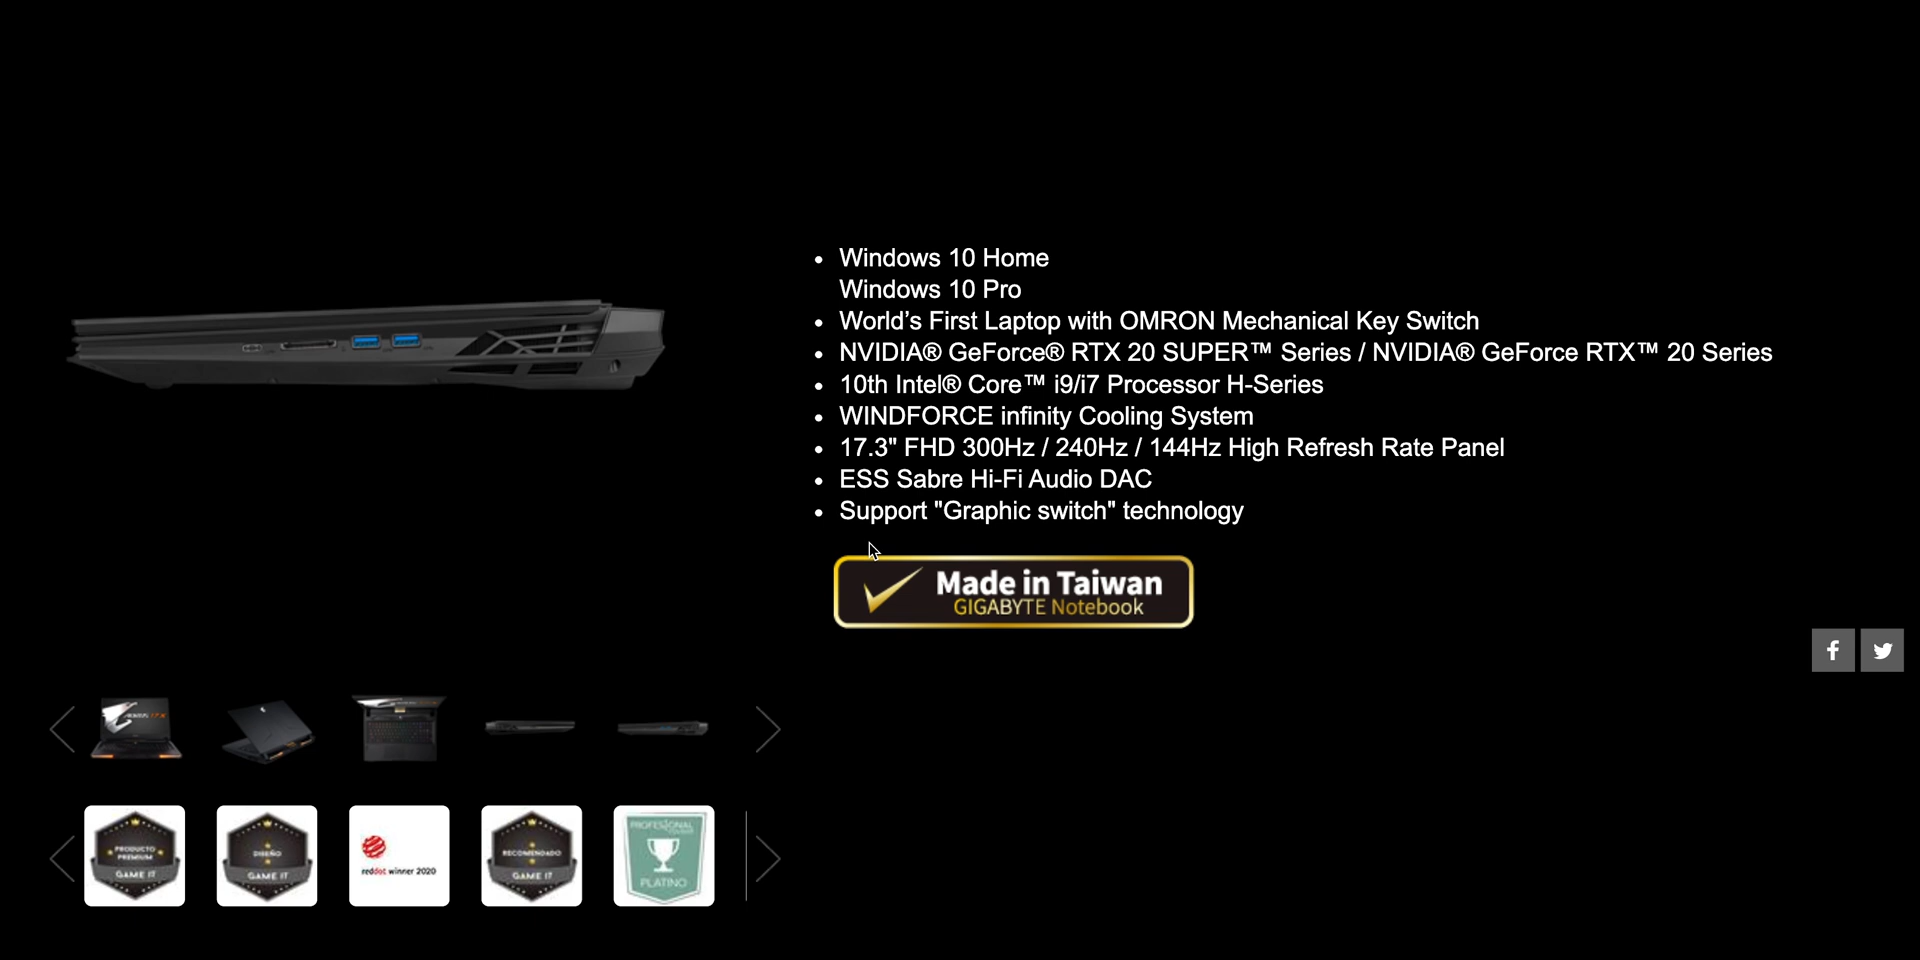 Windows 10 Home
Windows 10 Pro
World’s First Laptop with OMRON Mechanical Key Switch
NVIDIA® GeForce® RTX 20 SUPER™ Series / NVIDIA® GeForce RTX™ 20 Series
10th Intel® Core™ i9/i7 Processor H-Series
WINDFORCE infinity Cooling System
17.3" FHD 300Hz / 240Hz / 144Hz High Refresh Rate Panel
ESS Sabre Hi-Fi Audio DAC
Support "Graphic switch" technology
Made in Taiwan
GIGABYTE Notebook
PRODUCTO
PREMIUM
GAME IT
DISEÑO
GAME IT
reddot winner 2020
RECOMENDADO
GAME IT
PROFESIONAL
PLATINO